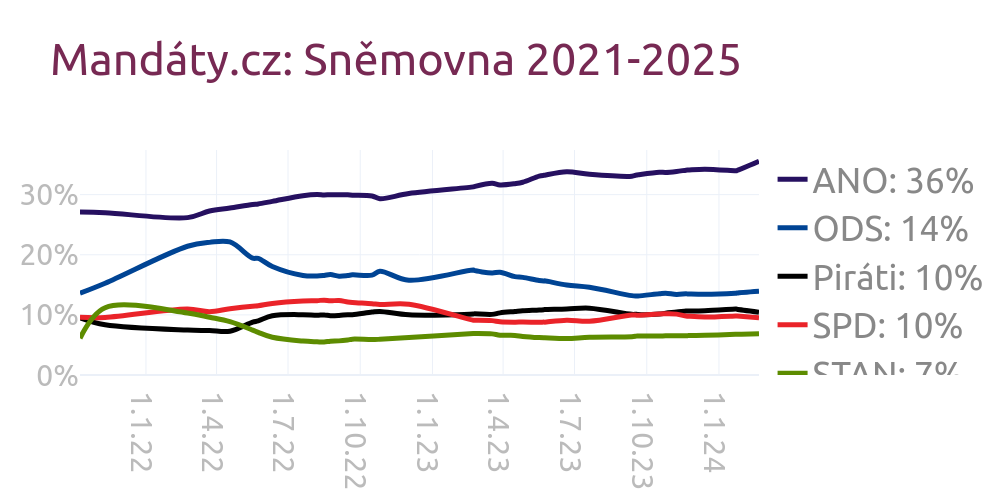 Mandáty.cz: Sněmovna 2021-2025
30%
20%
10%
0%
ANO: 36%
ODS: 14%
Piráti: 10%
SPD: 10%
STAN: 7%
1.1.22
1.4.22
1.7.22
1.10.22
1.1.23
1.4.23
1.7.23
1.10.23
1.1.24